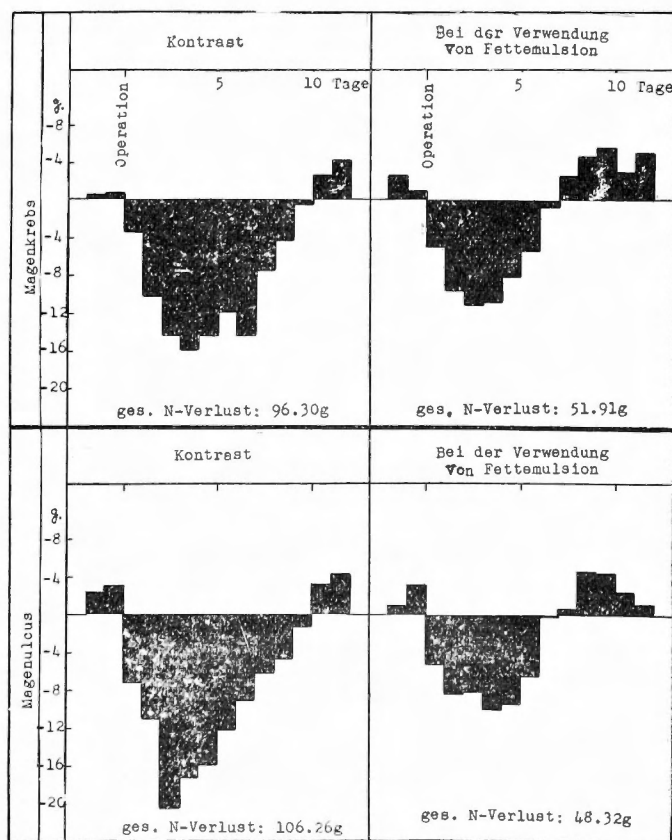 Kontrast
Bei der Verwendung
Von Fettemulsion
Magenkrebs
g.
-8
-4
-4
-8
-12
-16
-20
Operation
5
10 Tage
Operation
5
10 Tage
ges. N-Verlust: 96.30g
ges. N-Verlust: 51.91g
Kontrast
Bei der Verwendung
Von Fettemulsion
Magenulcus
g.
-8
-4
-4
-8
-12
-16
-20
ges. N-Verlust: 106.26g
ges. N-Verlust: 48.32g